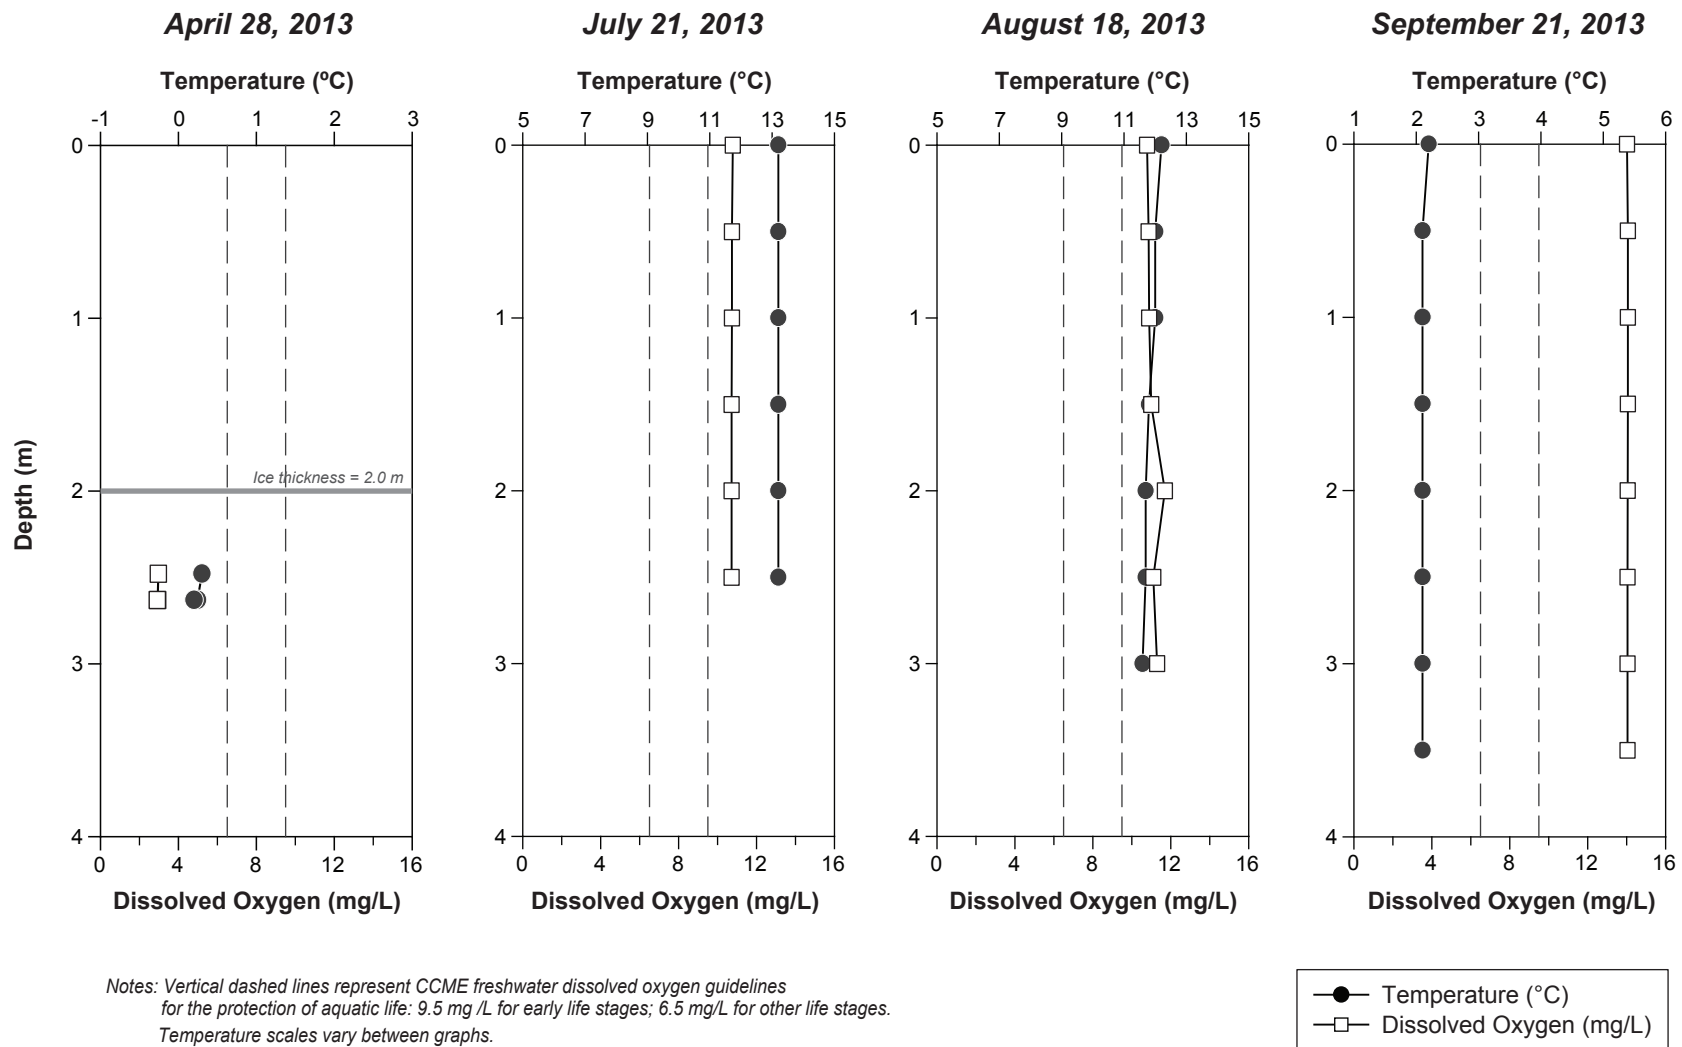 April 28, 2013
Temperature (ºC)
-1 0 1 2 3
0
1
2
3
4
Depth (m)
Ice thickness = 2.0 m
0 4 8 12 16
Dissolved Oxygen (mg/L)
July 21, 2013
Temperature (°C)
5 7 9 11 13 15
0
1
2
3
4
0 4 8 12 16
Dissolved Oxygen (mg/L)
August 18, 2013
Temperature (°C)
5 7 9 11 13 15
0
1
2
3
4
0 4 8 12 16
Dissolved Oxygen (mg/L)
September 21, 2013
Temperature (°C)
1 2 3 4 5 6
0
1
2
3
4
0 4 8 12 16
Dissolved Oxygen (mg/L)
Notes: Vertical dashed lines represent CCME freshwater dissolved oxygen guidelines
for the protection of aquatic life: 9.5 mg /L for early life stages; 6.5 mg/L for other life stages.
Temperature scales vary between graphs.
Temperature (°C)
Dissolved Oxygen (mg/L)